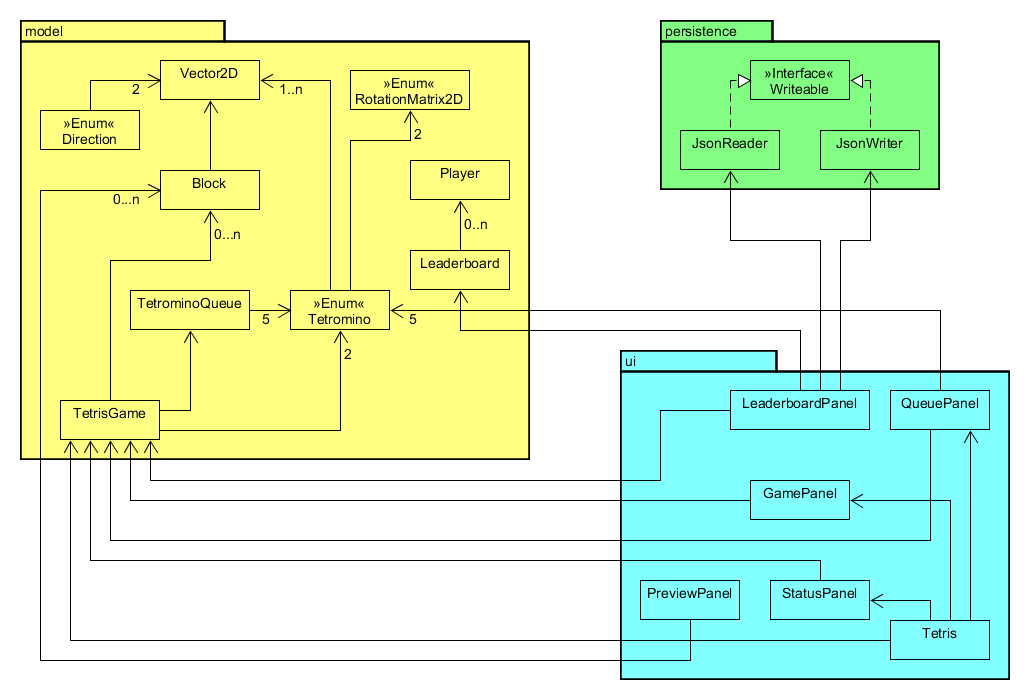 model
Vector2D
2
1..n
»Enum«
RotationMatrix2D
»Enum«
Direction
2
Block
0...n
Player
0...n
0..n
Leaderboard
TetrominoQueue
5
»Enum«
Tetromino
5
2
TetrisGame
persistence
»Interface«
Writeable
JsonReader
JsonWriter
ui
LeaderboardPanel
QueuePanel
GamePanel
PreviewPanel
StatusPanel
Tetris